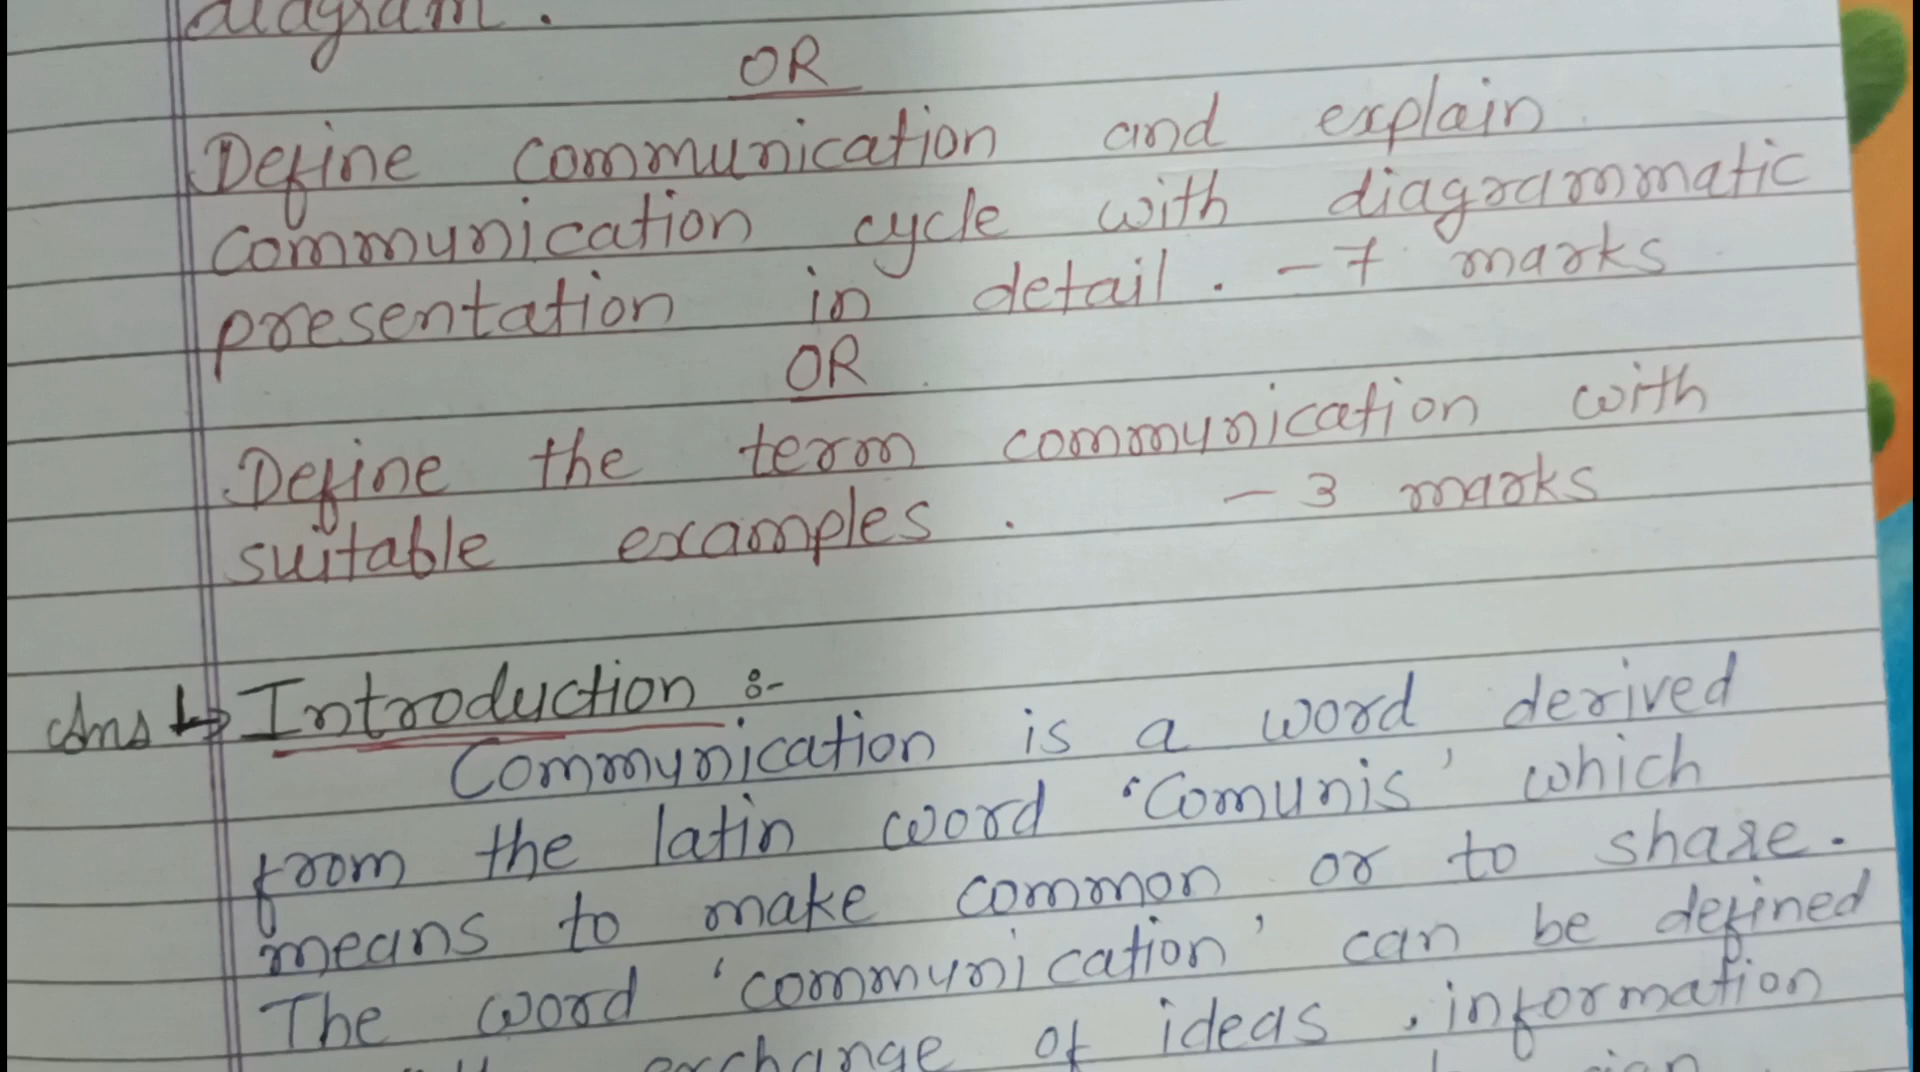 diagram.
OR
Define communication and explain
communication cycle with diagrammatic
presentation in detail. - 7 marks
OR
Define the term communication with
suitable examples. - 3 marks
Ans ↳ Introduction :-
Communication is a word derived
from the latin word 'Comunis' which
means to make common or to share.
The word 'communication' can be defined
exchange of ideas, information